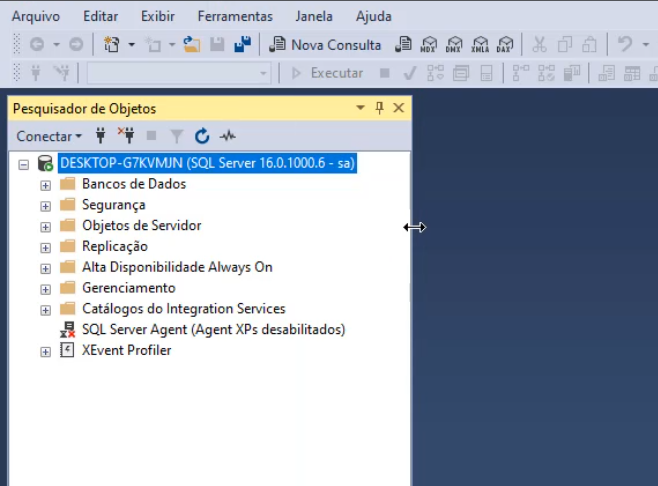 Arquivo Editar Exibir Ferramentas Janela Ajuda
Nova Consulta MDX DMX XMLA DAX
Executar
Pesquisador de Objetos
Conectar
DESKTOP-G7KVMJN (SQL Server 16.0.1000.6 - sa)
Bancos de Dados
Segurança
Objetos de Servidor
Replicação
Alta Disponibilidade Always On
Gerenciamento
Catálogos do Integration Services
SQL Server Agent (Agent XPs desabilitados)
XEvent Profiler